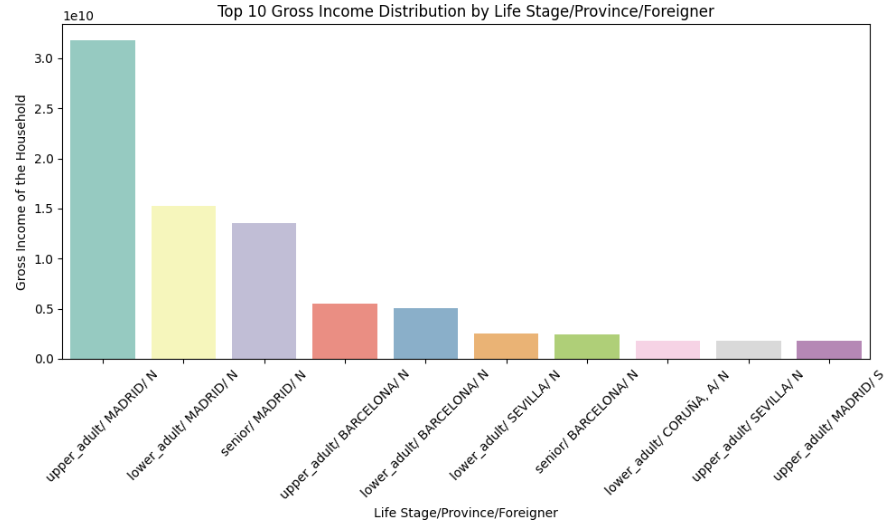 Top 10 Gross Income Distribution by Life Stage/Province/Foreigner
1e10
Gross Income of the Household
3.0
2.5
2.0
1.5
1.0
0.5
0.0
upper_adult/ MADRID/ N
lower_adult/ MADRID/ N
senior/ MADRID/ N
upper_adult/ BARCELONA/ N
lower_adult/ BARCELONA/ N
lower_adult/ SEVILLA/ N
senior/ BARCELONA/ N
lower_adult/ CORUÑA, A/ N
upper_adult/ SEVILLA/ N
upper_adult/ MADRID/ S
Life Stage/Province/Foreigner